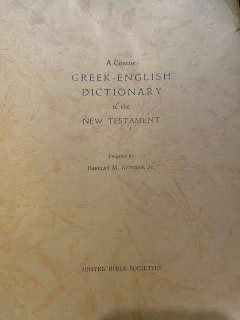 A Concise
GREEK-ENGLISH
DICTIONARY
of the
NEW TESTAMENT
Prepared by
BARCLAY M. NEWMAN, JR.
UNITED BIBLE SOCIETIES